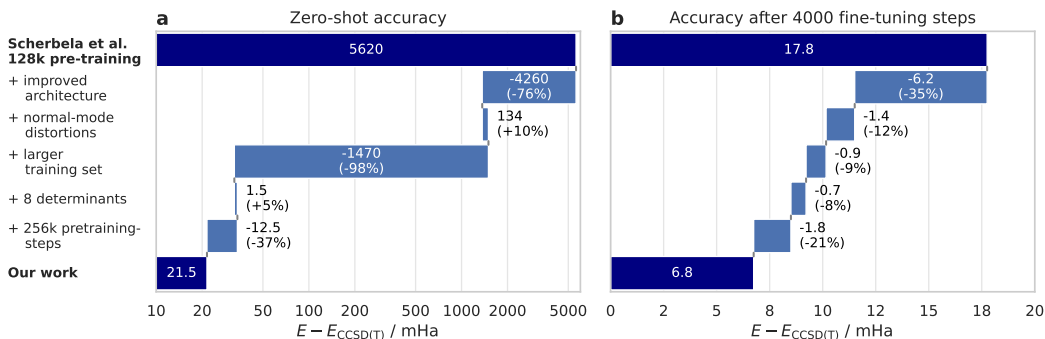 a
Zero-shot accuracy
b
Accuracy after 4000 fine-tuning steps
Scherbela et al.
128k pre-training
5620
17.8
+ improved
architecture
-4260
(-76%)
-6.2
(-35%)
+ normal-mode
distortions
134
(+10%)
-1.4
(-12%)
+ larger
training set
-1470
(-98%)
-0.9
(-9%)
+ 8 determinants
1.5
(+5%)
-0.7
(-8%)
+ 256k pretraining-
steps
-12.5
(-37%)
-1.8
(-21%)
Our work
21.5
6.8
10 20 50 100 200 500 1000 2000 5000
0 2 5 8 10 12 15 18 20
E − E_CCSD(T) / mHa
E − E_CCSD(T) / mHa